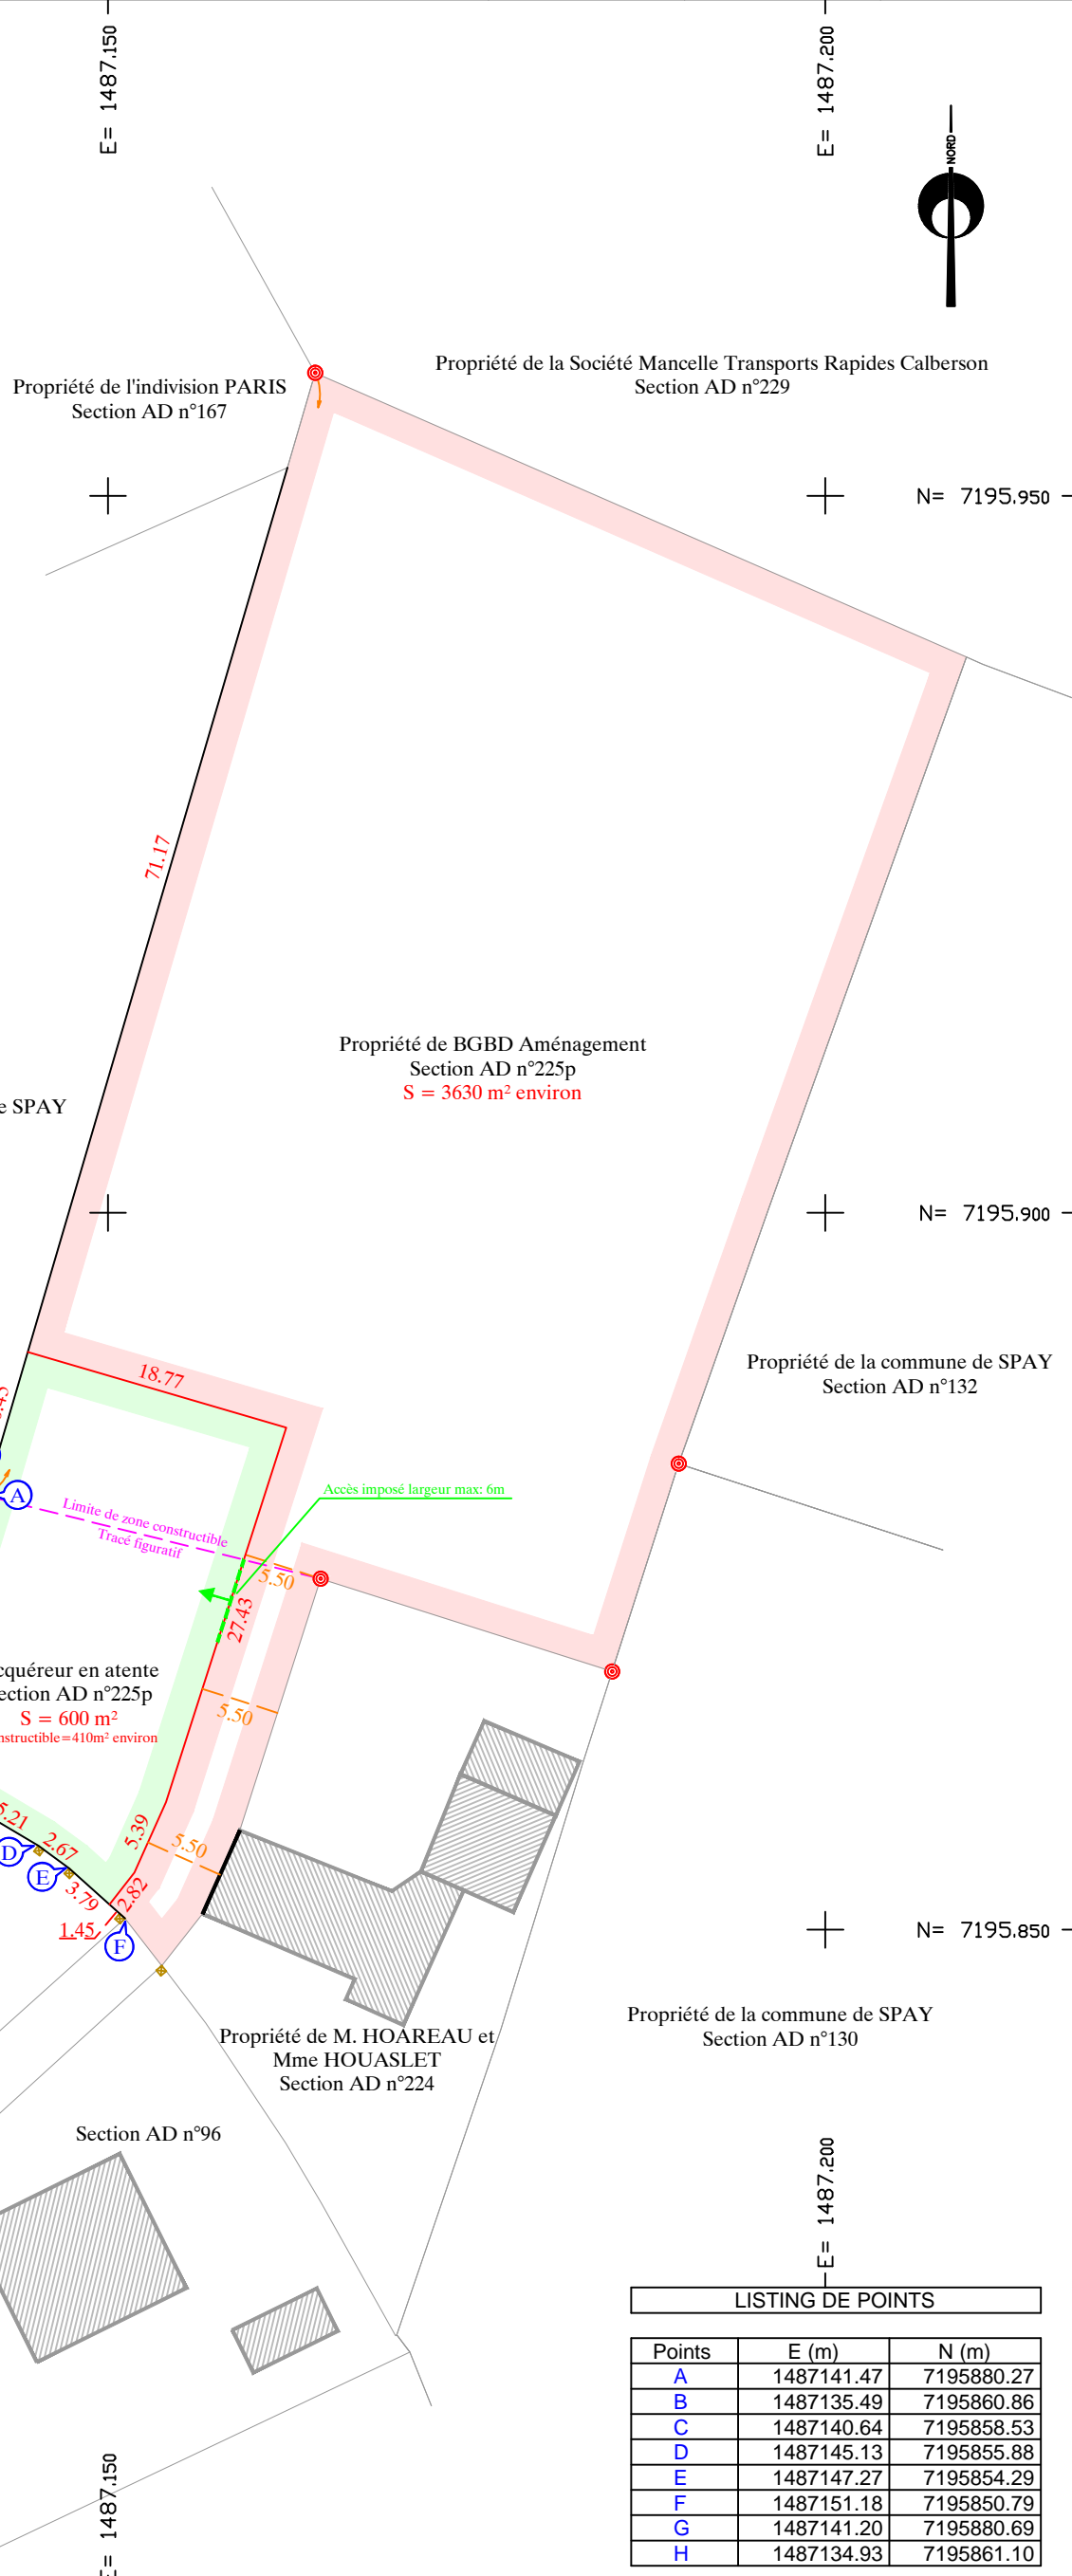 E= 1487.150
E= 1487.200
NORD
Propriété de la Société Mancelle Transports Rapides Calberson
Section AD n°229
Propriété de l'indivision PARIS
Section AD n°167
N= 7195.950
71.17
Propriété de BGBD Aménagement
Section AD n°225p
S = 3630 m² environ
e SPAY
N= 7195.900
Propriété de la commune de SPAY
Section AD n°132
18.77
Accès imposé largeur max: 6m
A
Limite de zone constructible
Tracé figuratif
5.50
27.43
cquéreur en atente
ection AD n°225p
S = 600 m²
nstructible=410m² environ
5.50
5.21
2.67
5.39
5.50
D
E
3.79
2.82
1.45
F
N= 7195.850
Propriété de la commune de SPAY
Section AD n°130
Propriété de M. HOAREAU et
Mme HOUASLET
Section AD n°224
Section AD n°96
E= 1487.200
E= 1487.150
LISTING DE POINTS
Points E (m) N (m)
A 1487141.47 7195880.27
B 1487135.49 7195860.86
C 1487140.64 7195858.53
D 1487145.13 7195855.88
E 1487147.27 7195854.29
F 1487151.18 7195850.79
G 1487141.20 7195880.69
H 1487134.93 7195861.10